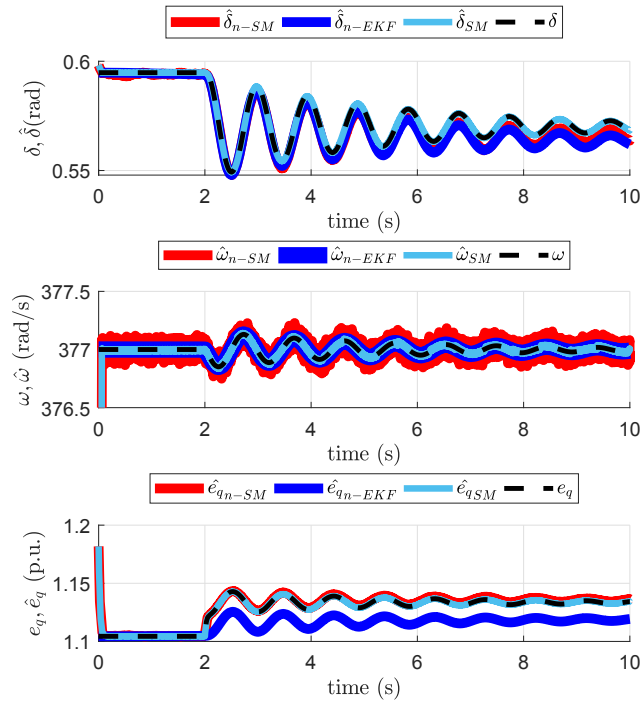 δ̂ₙ₋SM δ̂ₙ₋EKF δ̂SM δ
0.6
0.55
δ, δ̂(rad)
0 2 4 6 8 10
time (s)
ω̂ₙ₋SM ω̂ₙ₋EKF ω̂SM ω
377.5
377
376.5
ω, ω̂ (rad/s)
0 2 4 6 8 10
time (s)
êqₙ₋SM êqₙ₋EKF êqSM eq
1.2
1.15
1.1
eq, êq (p.u.)
0 2 4 6 8 10
time (s)